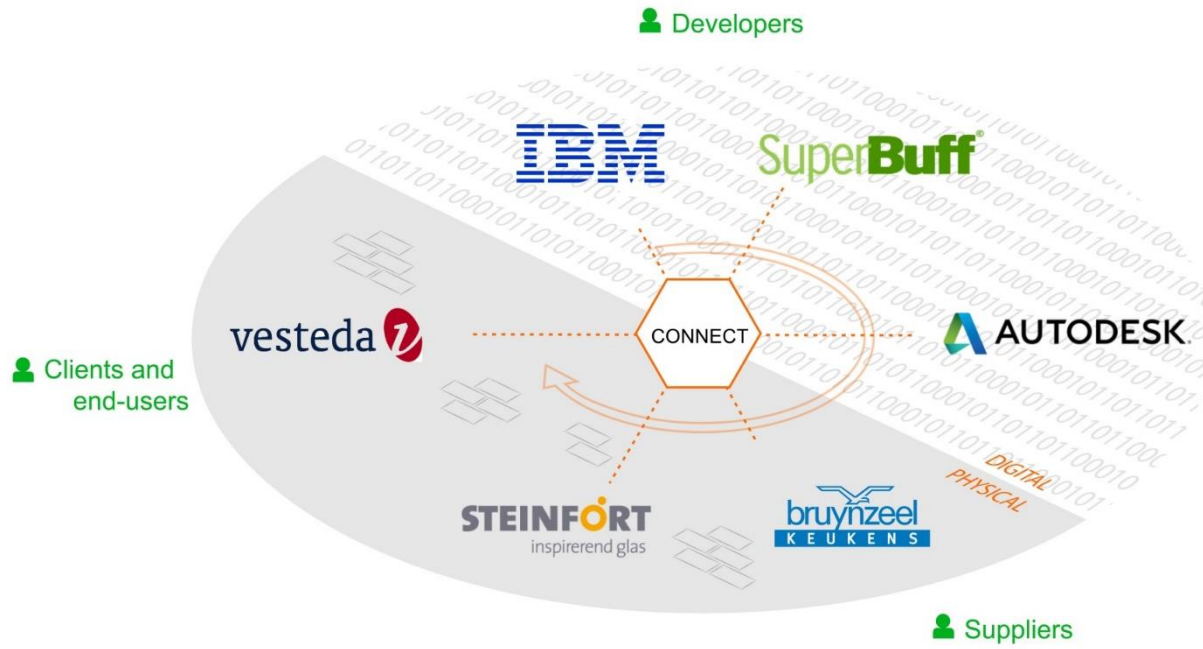 Developers
IBM
SuperBuff®
vesteda
CONNECT
AUTODESK.
Clients and
end-users
DIGITAL
PHYSICAL
STEINFORT
inspirerend glas
bruynzeel
KEUKENS
Suppliers